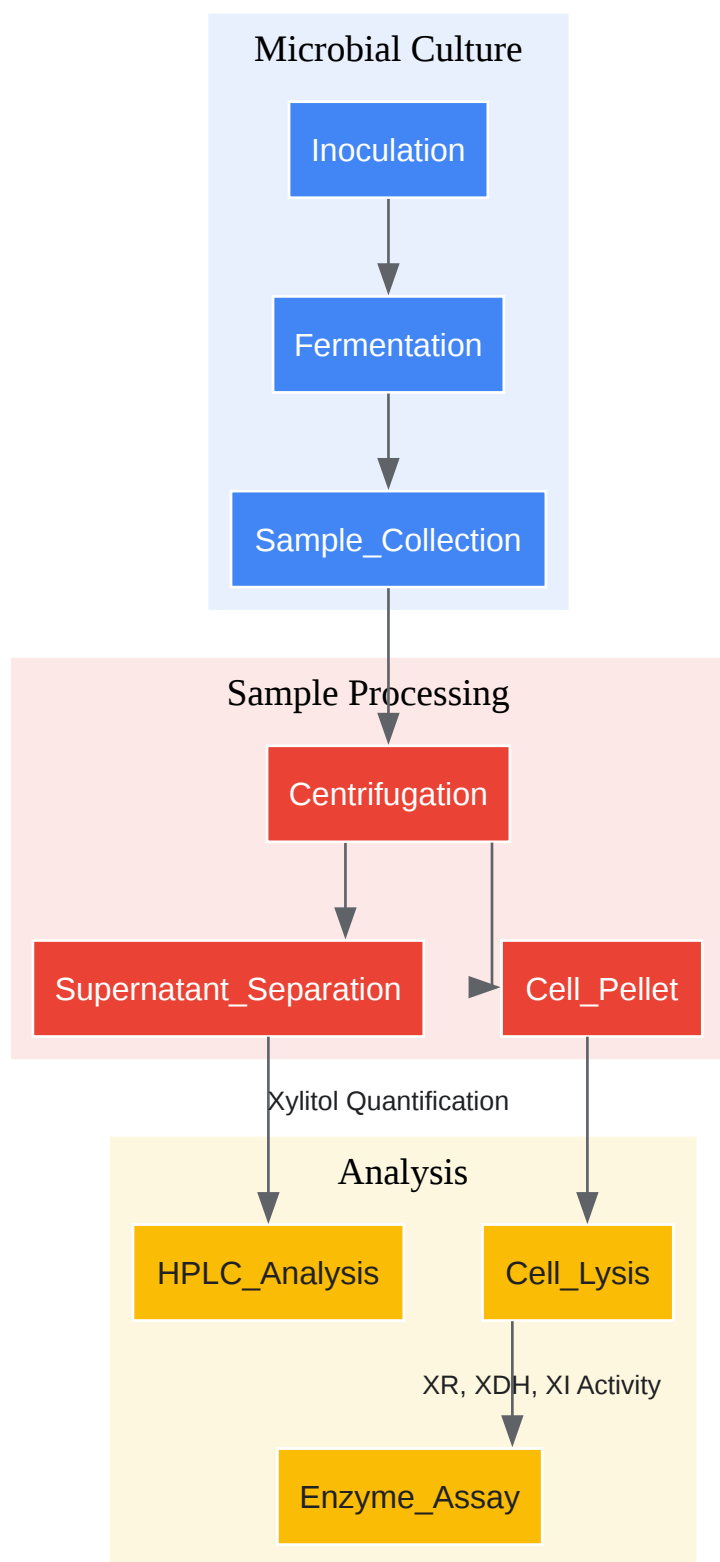 Microbial Culture
Inoculation
Fermentation
Sample_Collection
Sample Processing
Centrifugation
Supernatant_Separation
Cell_Pellet
Xylitol Quantification
Analysis
HPLC_Analysis
Cell_Lysis
XR, XDH, XI Activity
Enzyme_Assay